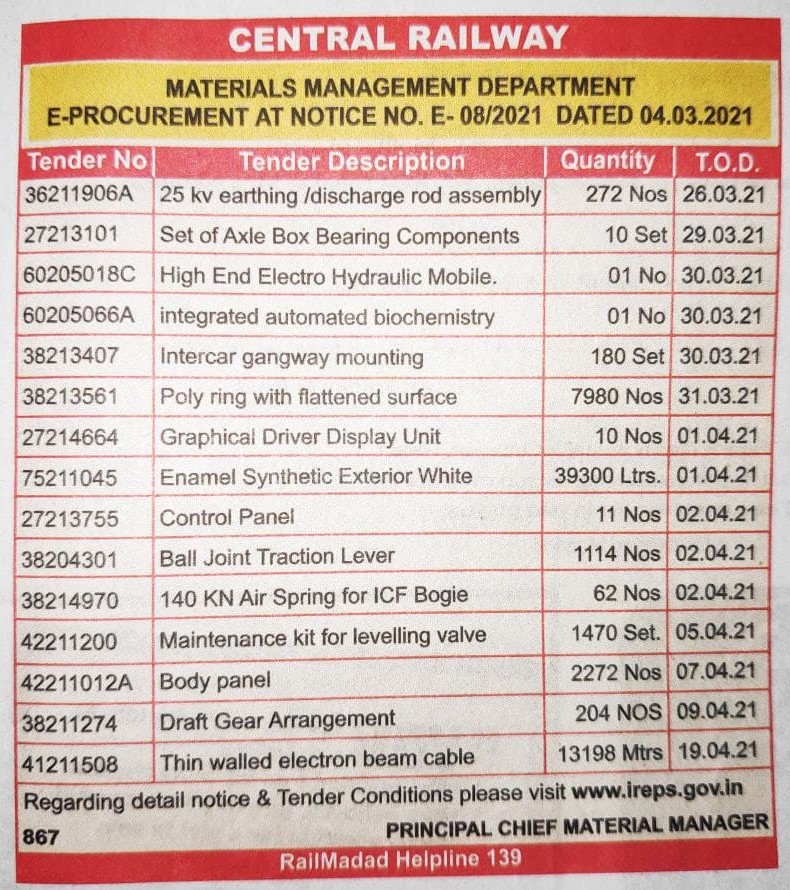 CENTRAL RAILWAY
MATERIALS MANAGEMENT DEPARTMENT
E-PROCUREMENT AT NOTICE NO. E- 08/2021 DATED 04.03.2021
Tender No Tender Description Quantity T.O.D.
36211906A 25 kv earthing /discharge rod assembly 272 Nos 26.03.21
27213101 Set of Axle Box Bearing Components 10 Set 29.03.21
60205018C High End Electro Hydraulic Mobile. 01 No 30.03.21
60205066A integrated automated biochemistry 01 No 30.03.21
38213407 Intercar gangway mounting 180 Set 30.03.21
38213561 Poly ring with flattened surface 7980 Nos 31.03.21
27214664 Graphical Driver Display Unit 10 Nos 01.04.21
75211045 Enamel Synthetic Exterior White 39300 Ltrs. 01.04.21
27213755 Control Panel 11 Nos 02.04.21
38204301 Ball Joint Traction Lever 1114 Nos 02.04.21
38214970 140 KN Air Spring for ICF Bogie 62 Nos 02.04.21
42211200 Maintenance kit for levelling valve 1470 Set. 05.04.21
42211012A Body panel 2272 Nos 07.04.21
38211274 Draft Gear Arrangement 204 NOS 09.04.21
41211508 Thin walled electron beam cable 13198 Mtrs 19.04.21
Regarding detail notice & Tender Conditions please visit www.ireps.gov.in
867 PRINCIPAL CHIEF MATERIAL MANAGER
RailMadad Helpline 139